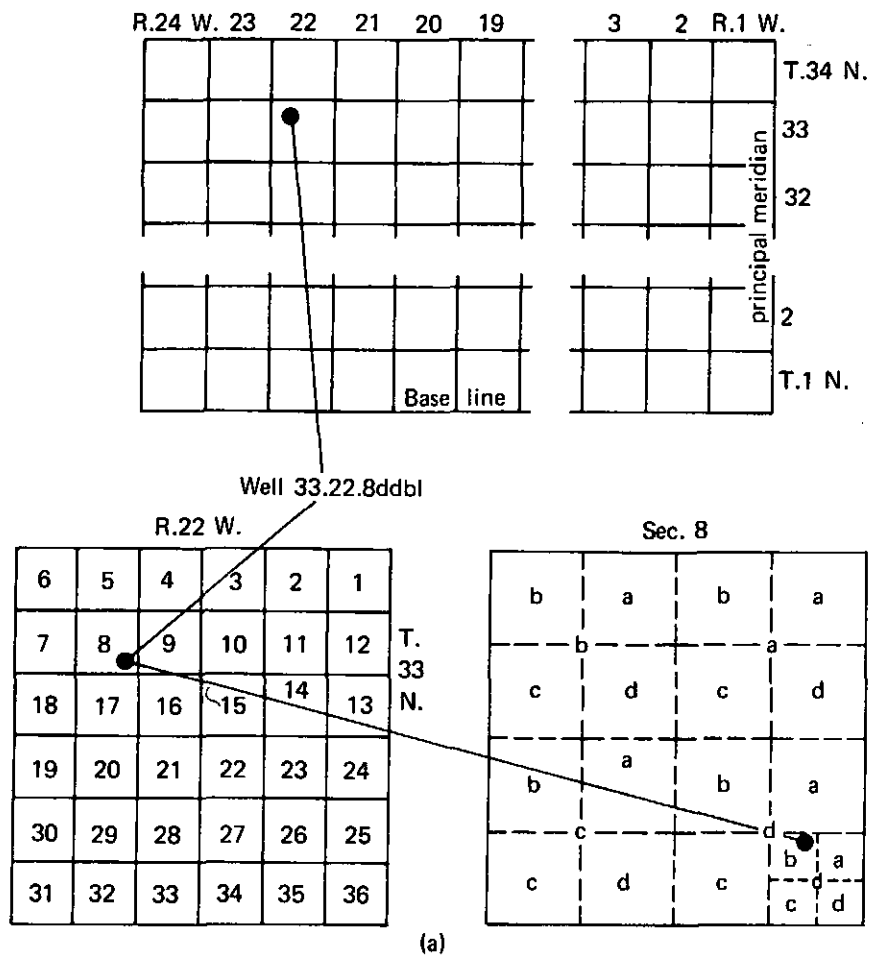 R.24 W. 23 22 21 20 19 3 2 R.1 W.
T.34 N.
33
32
principal meridian
2
T.1 N.
Base line
Well 33.22.8ddbl
R.22 W.
6 5 4 3 2 1
7 8 9 10 11 12
18 17 16 15 14 13
19 20 21 22 23 24
30 29 28 27 26 25
31 32 33 34 35 36
T.
33
N.
Sec. 8
b a b a
b a
c d c d
b a b a
c d
b a
c d c d
c d
(a)